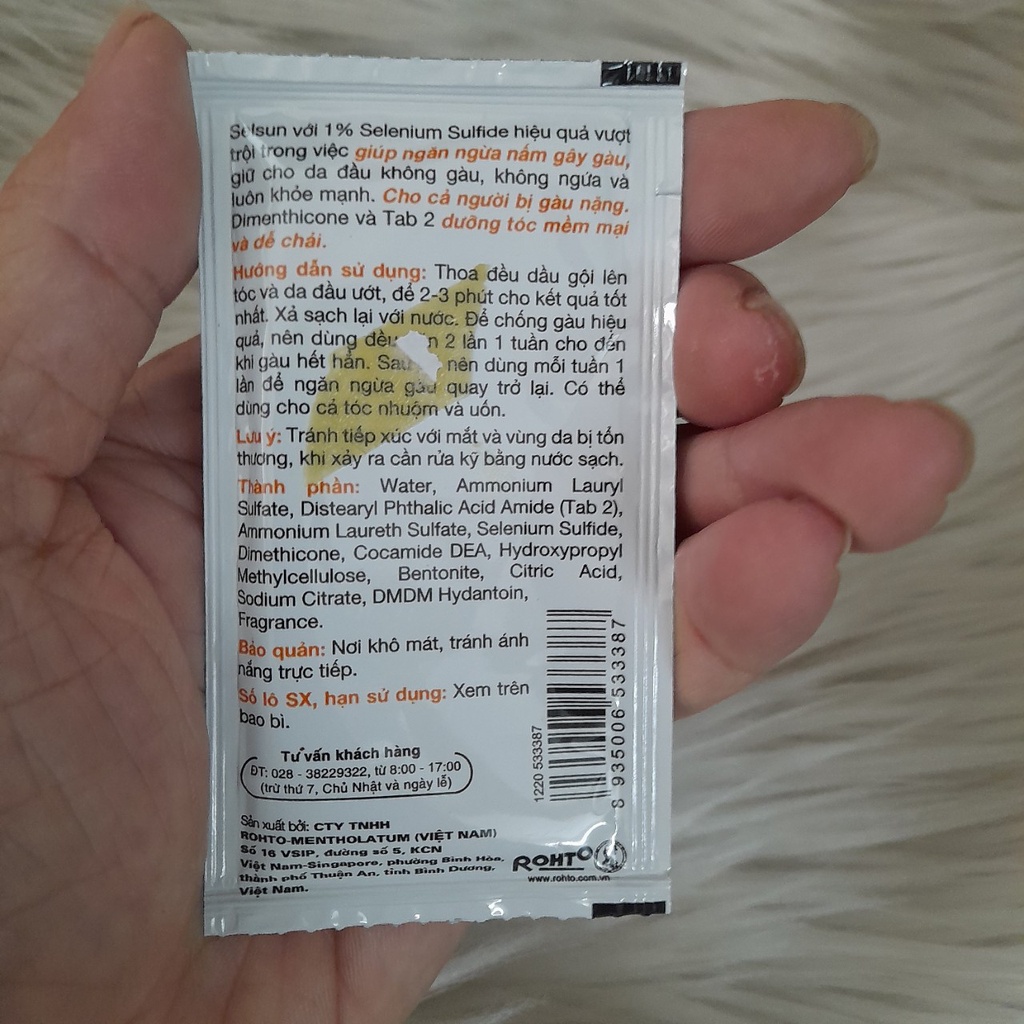 Selsun với 1% Selenium Sulfide hiệu quả vượt
trội trong việc giúp ngăn ngừa nấm gây gàu,
giữ cho da đầu không gàu, không ngứa và
luôn khỏe mạnh. Cho cả người bị gàu nặng.
Dimenthicone và Tab 2 dưỡng tóc mềm mại
và dễ chải.
Hướng dẫn sử dụng: Thoa đều dầu gội lên
tóc và da đầu ướt, để 2-3 phút cho kết quả tốt
nhất. Xả sạch lại với nước. Để chống gàu hiệu
quả, nên dùng 2 lần 1 tuần cho đến
khi gàu hết hẳn. nên dùng mỗi tuần 1
lần để ngăn ngừa gàu quay trở lại. Có thể
dùng cho cả tóc nhuộm và uốn.
Lưu ý: Tránh tiếp xúc với mắt và vùng da bị tổn
thương, khi xảy ra cần rửa kỹ bằng nước sạch.
Thành phần: Water, Ammonium Lauryl
Sulfate, Distearyl Phthalic Acid Amide (Tab 2),
Ammonium Laureth Sulfate, Selenium Sulfide,
Dimethicone, Cocamide DEA, Hydroxypropyl
Methylcellulose, Bentonite, Citric Acid,
Sodium Citrate, DMDM Hydantoin,
Fragrance.
Bảo quản: Nơi khô mát, tránh ánh
nắng trực tiếp.
Số lô SX, hạn sử dụng: Xem trên
bao bì.
Tư vấn khách hàng
ĐT: 028 - 38229322, từ 8:00 - 17:00
(trừ thứ 7, Chủ Nhật và ngày lễ)
Sản xuất bởi: CTY TNHH
ROHTO-MENTHOLATUM (VIỆT NAM)
Số 16 VSIP, đường số 5, KCN
Việt Nam-Singapore, phường Bình Hòa,
thành phố Thuận An, tỉnh Bình Dương,
Việt Nam.
1220 533387
8 935006 533387
ROHTO
www.rohto.com.vn